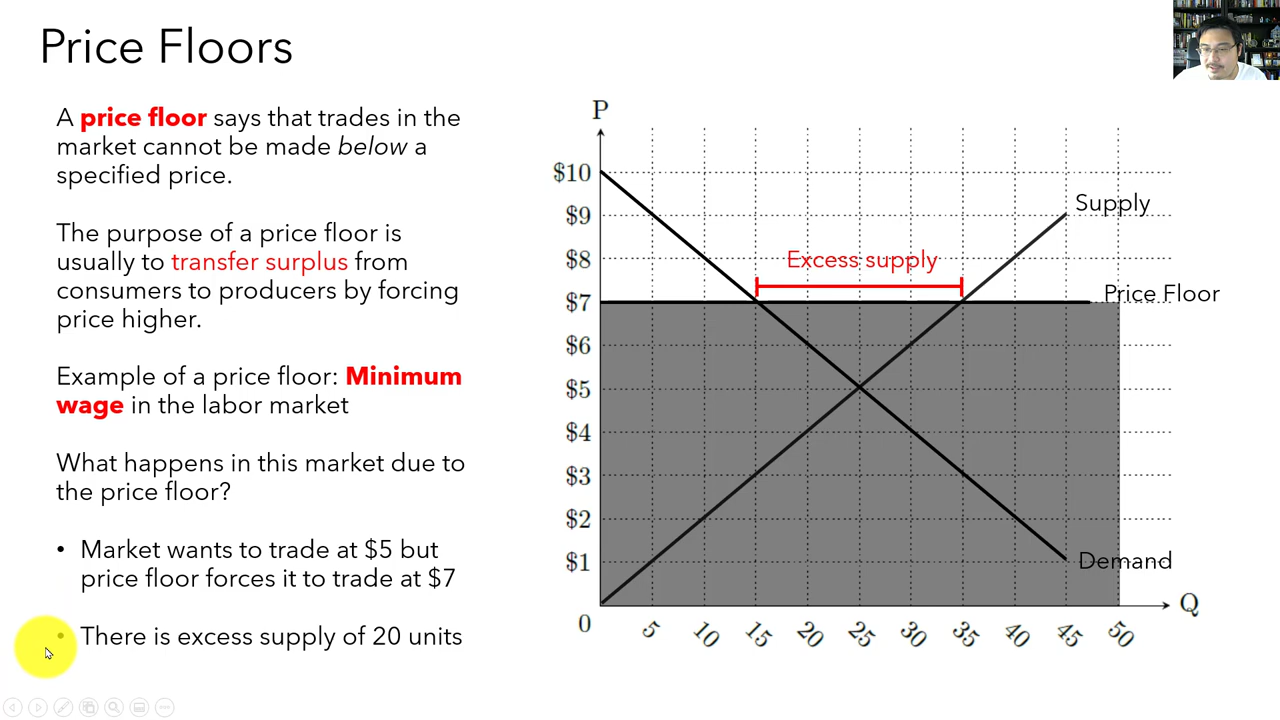 Price Floors
A price floor says that trades in the
market cannot be made below a
specified price.
The purpose of a price floor is
usually to transfer surplus from
consumers to producers by forcing
price higher.
Example of a price floor: Minimum
wage in the labor market
What happens in this market due to
the price floor?
• Market wants to trade at $5 but
price floor forces it to trade at $7
• There is excess supply of 20 units
P
$10
$9
$8
$7
$6
$5
$4
$3
$2
$1
0
5
10
15
20
25
30
35
40
45
50
Q
Supply
Excess supply
Price Floor
Demand